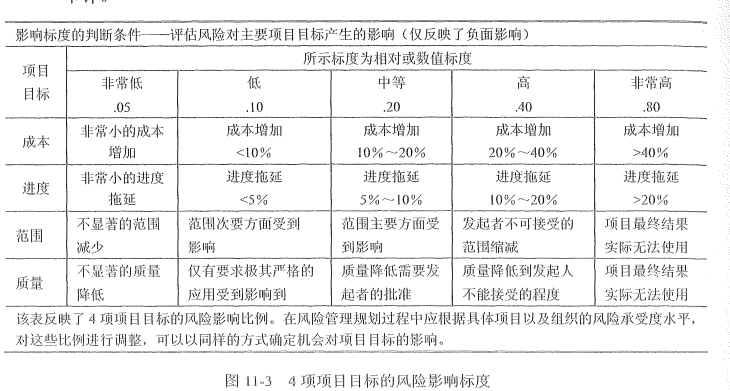 影响标度的判断条件——评估风险对主要项目目标产生的影响（仅反映了负面影响）
项目
目标
所示标度为相对或数值标度
非常低
.05
低
.10
中等
.20
高
.40
非常高
.80
成本
非常小的成本
增加
成本增加
<10%
成本增加
10%～20%
成本增加
20%～40%
成本增加
>40%
进度
非常小的进度
拖延
进度拖延
<5%
进度拖延
5%～10%
进度拖延
10%～20%
进度拖延
>20%
范围
不显著的范围
减少
范围次要方面受到
影响
范围主要方面受
到影响
发起者不可接受的
范围缩减
项目最终结果
实际无法使用
质量
不显著的质量
降低
仅有要求极其严格的
应用受到影响到
质量降低需要发
起者的批准
质量降低到发起人
不能接受的程度
项目最终结果
实际无法使用
该表反映了 4 项项目目标的风险影响比例。在风险管理规划过程中应根据具体项目以及组织的风险承受度水平，
对这些比例进行调整，可以以同样的方式确定机会对项目目标的影响。
图 11-3 4 项项目目标的风险影响标度